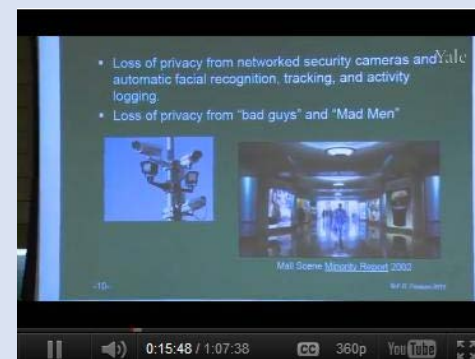 Yale
• Loss of privacy from networked security cameras and
automatic facial recognition, tracking, and activity
logging.
• Loss of privacy from “bad guys” and “Mad Men”
Mall Scene Minority Report 2002
-10-
0:15:48 / 1:07:38
CC
360p
YouTube